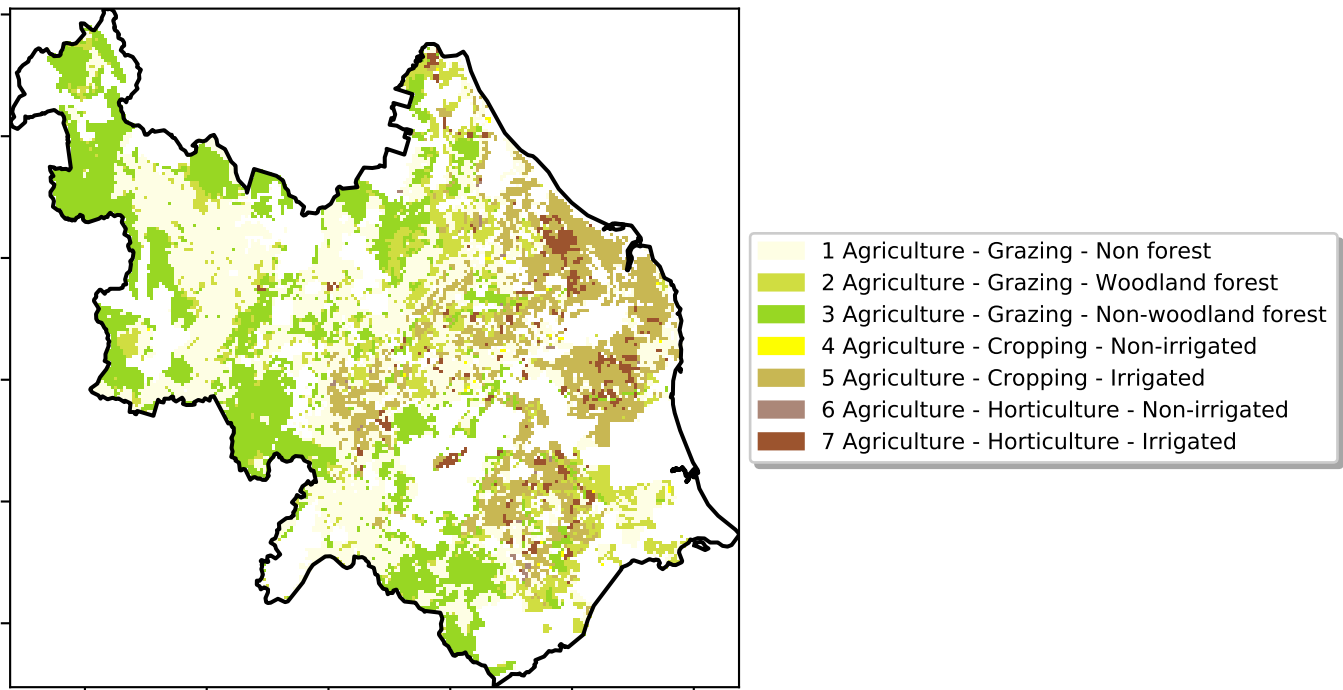 1 Agriculture - Grazing - Non forest
2 Agriculture - Grazing - Woodland forest
3 Agriculture - Grazing - Non-woodland forest
4 Agriculture - Cropping - Non-irrigated
5 Agriculture - Cropping - Irrigated
6 Agriculture - Horticulture - Non-irrigated
7 Agriculture - Horticulture - Irrigated